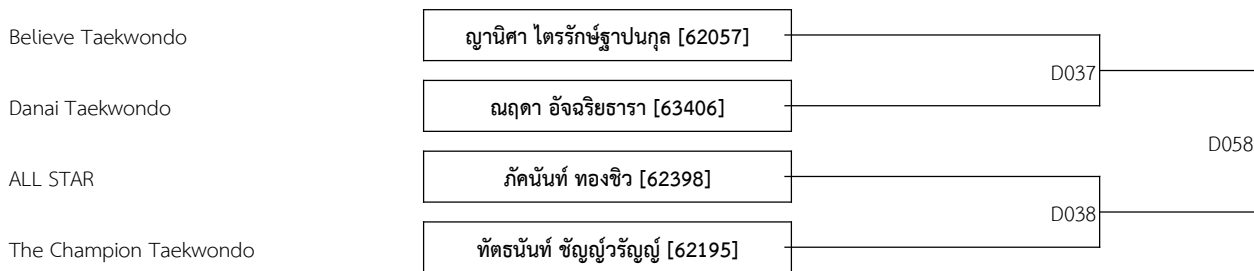 Believe Taekwondo ญานิศา ไตรรักษ์ฐาปนกุล [62057]
D037
Danai Taekwondo ณฤดา อัจฉริยธารา [63406]
D058
ALL STAR ภัคนันท์ ทองชิว [62398]
D038
The Champion Taekwondo ทัตธนันท์ ชัญญ์วรัญญ์ [62195]